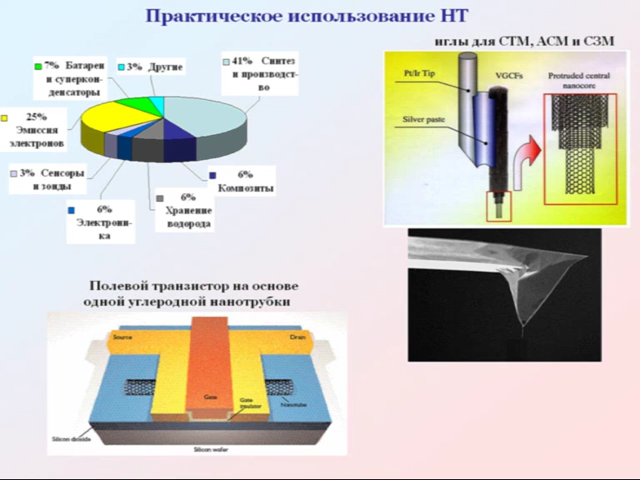 Практическое использование НТ
иглы для СТМ, АСМ и СЗМ
7% Батареи
и суперкон-
денсаторы
3% Другие
41% Синтез
и производст-
во
25%
Эмиссия
электронов
3% Сенсоры
и зонды
6%
Электрони-
ка
6%
Хранение
водорода
6%
Композиты
Pt/Ir Tip
VGCFs
Protruded central
nanocore
Silver paste
Полевой транзистор на основе
одной углеродной нанотрубки
Source
Drain
Gate
Gate
insulator
Nanotube
Silicon dioxide
Silicon wafer